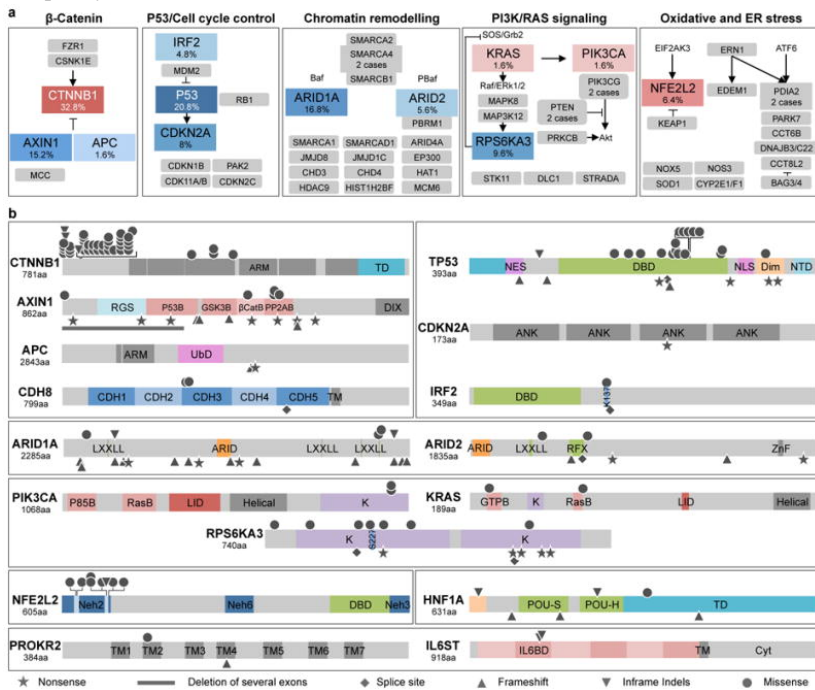 a
β-Catenin
P53/Cell cycle control
Chromatin remodelling
PI3K/RAS signaling
Oxidative and ER stress
FZR1
CSNK1E
CTNNB1
32.8%
AXIN1
15.2%
APC
1.6%
MCC
IRF2
4.8%
MDM2
P53
20.8%
RB1
CDKN2A
8%
CDKN1B
PAK2
CDK11A/B
CDKN2C
SMARCA2
SMARCA4
2 cases
SMARCB1
Baf
PBaf
ARID1A
16.8%
ARID2
5.6%
PBRM1
SMARCA1
SMARCAD1
ARID4A
JMJD8
JMJD1C
EP300
CHD3
CHD4
HAT1
HDAC9
HIST1H2BF
MCM6
SOS/Grb2
KRAS
1.6%
PIK3CA
1.6%
Raf/ERk1/2
PIK3CG
2 cases
MAPK8
PTEN
2 cases
MAP3K12
RPS6KA3
9.6%
PRKCB
Akt
STK11
DLC1
STRADA
EIF2AK3
ERN1
ATF6
NFE2L2
6.4%
EDEM1
PDIA2
2 cases
KEAP1
PARK7
CCT6B
DNAJB3/C22
NOX5
NOS3
CCT8L2
SOD1
CYP2E1/F1
BAG3/4
b
CTNNB1
781aa
ARM
TD
AXIN1
862aa
RGS
P53B
GSK3B
βCatB
PP2AB
DIX
APC
2843aa
ARM
UbD
CDH8
799aa
CDH1
CDH2
CDH3
CDH4
CDH5
TM
TP53
393aa
NES
DBD
NLS
Dim
NTD
CDKN2A
173aa
ANK
ANK
ANK
ANK
IRF2
349aa
DBD
K137
ARID1A
2285aa
LXXLL
ARID
LXXLL
LXXLL
ARID2
1835aa
ARID
LXXLL
RFX
ZnF
PIK3CA
1068aa
P85B
RasB
LID
Helical
K
KRAS
189aa
GTPB
K
RasB
LID
Helical
RPS6KA3
740aa
K
S227
K
NFE2L2
605aa
Neh2
Neh6
DBD
Neh3
HNF1A
631aa
POU-S
POU-H
TD
PROKR2
384aa
TM1
TM2
TM3
TM4
TM5
TM6
TM7
IL6ST
918aa
IL6BD
TM
Cyt
Nonsense
Deletion of several exons
Splice site
Frameshift
Inframe Indels
Missense